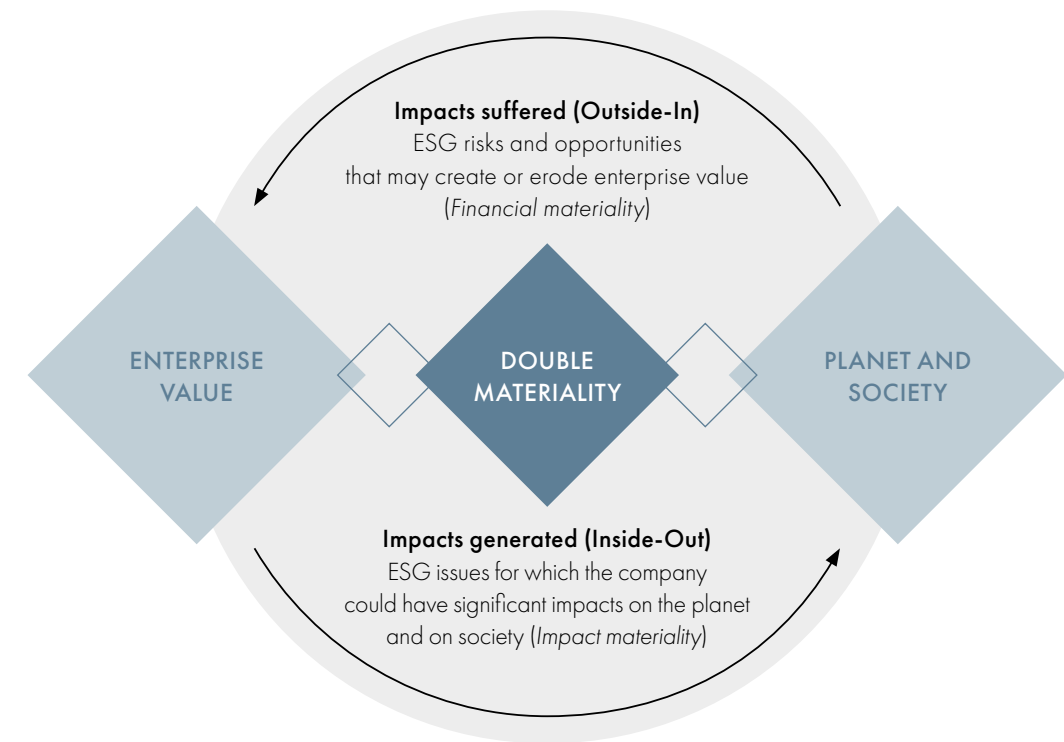 Impacts suffered (Outside-In)
ESG risks and opportunities
that may create or erode enterprise value
(Financial materiality)
ENTERPRISE
VALUE
DOUBLE
MATERIALITY
PLANET AND
SOCIETY
Impacts generated (Inside-Out)
ESG issues for which the company
could have significant impacts on the planet
and on society (Impact materiality)